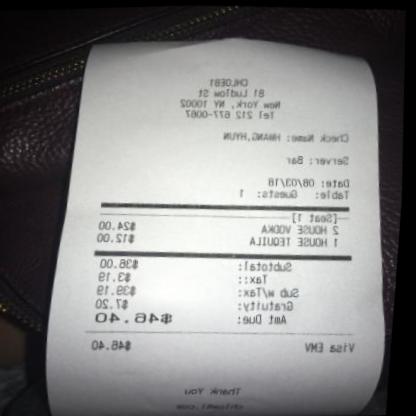 CHLOE81
81 Ludlow St
New York, NY 10002
Tel 212 677-0067
Check Name: HWANG,HYUN
Server: Bar
Date: 08/03/18
Table: Guests: 1
[Seat 1]
2 HOUSE VODKA $24.00
1 HOUSE TEQUILA $12.00
Subtotal: $36.00
Tax:: $3.19
Sub w/Tax: $39.19
Gratuity: $7.20
Amt Due: $46.40
Visa EMV $46.40
Thank You